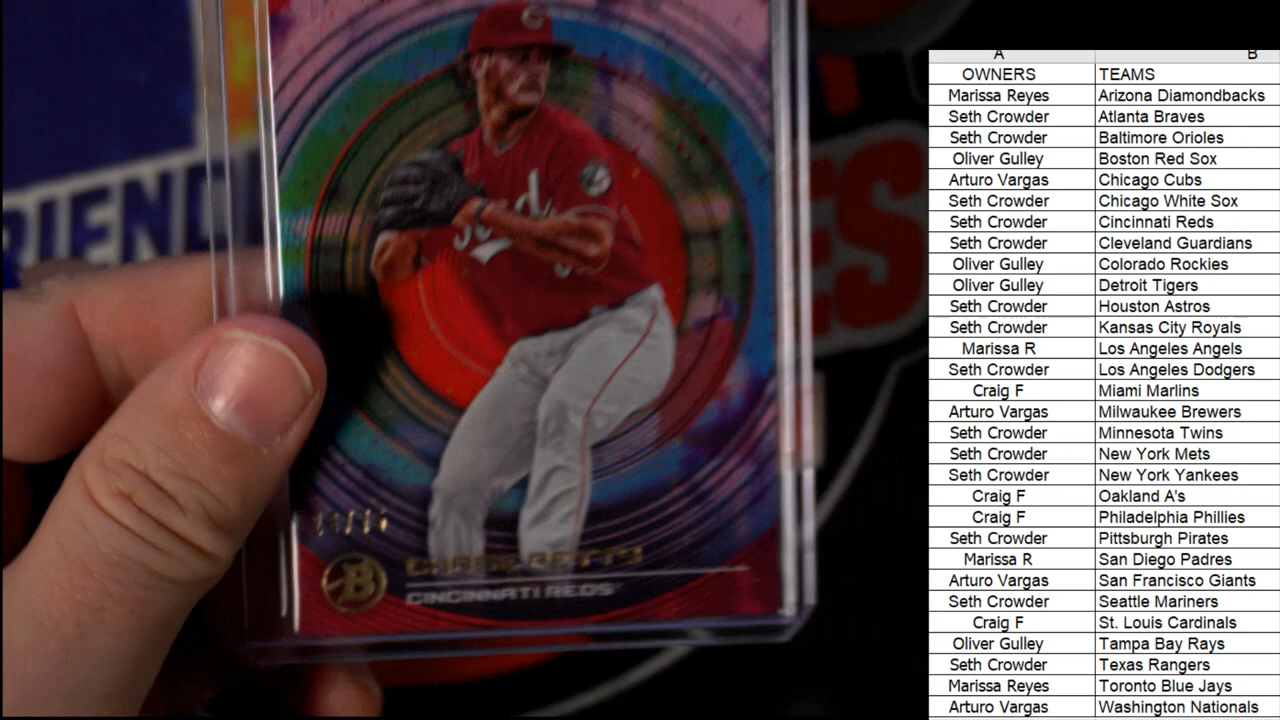 RIEN
ES
C
B
PETTY
CINCINNATI REDS
A B
OWNERS TEAMS
Marissa Reyes Arizona Diamondbacks
Seth Crowder Atlanta Braves
Seth Crowder Baltimore Orioles
Oliver Gulley Boston Red Sox
Arturo Vargas Chicago Cubs
Seth Crowder Chicago White Sox
Seth Crowder Cincinnati Reds
Seth Crowder Cleveland Guardians
Oliver Gulley Colorado Rockies
Oliver Gulley Detroit Tigers
Seth Crowder Houston Astros
Seth Crowder Kansas City Royals
Marissa R Los Angeles Angels
Seth Crowder Los Angeles Dodgers
Craig F Miami Marlins
Arturo Vargas Milwaukee Brewers
Seth Crowder Minnesota Twins
Seth Crowder New York Mets
Seth Crowder New York Yankees
Craig F Oakland A's
Craig F Philadelphia Phillies
Seth Crowder Pittsburgh Pirates
Marissa R San Diego Padres
Arturo Vargas San Francisco Giants
Seth Crowder Seattle Mariners
Craig F St. Louis Cardinals
Oliver Gulley Tampa Bay Rays
Seth Crowder Texas Rangers
Marissa Reyes Toronto Blue Jays
Arturo Vargas Washington Nationals